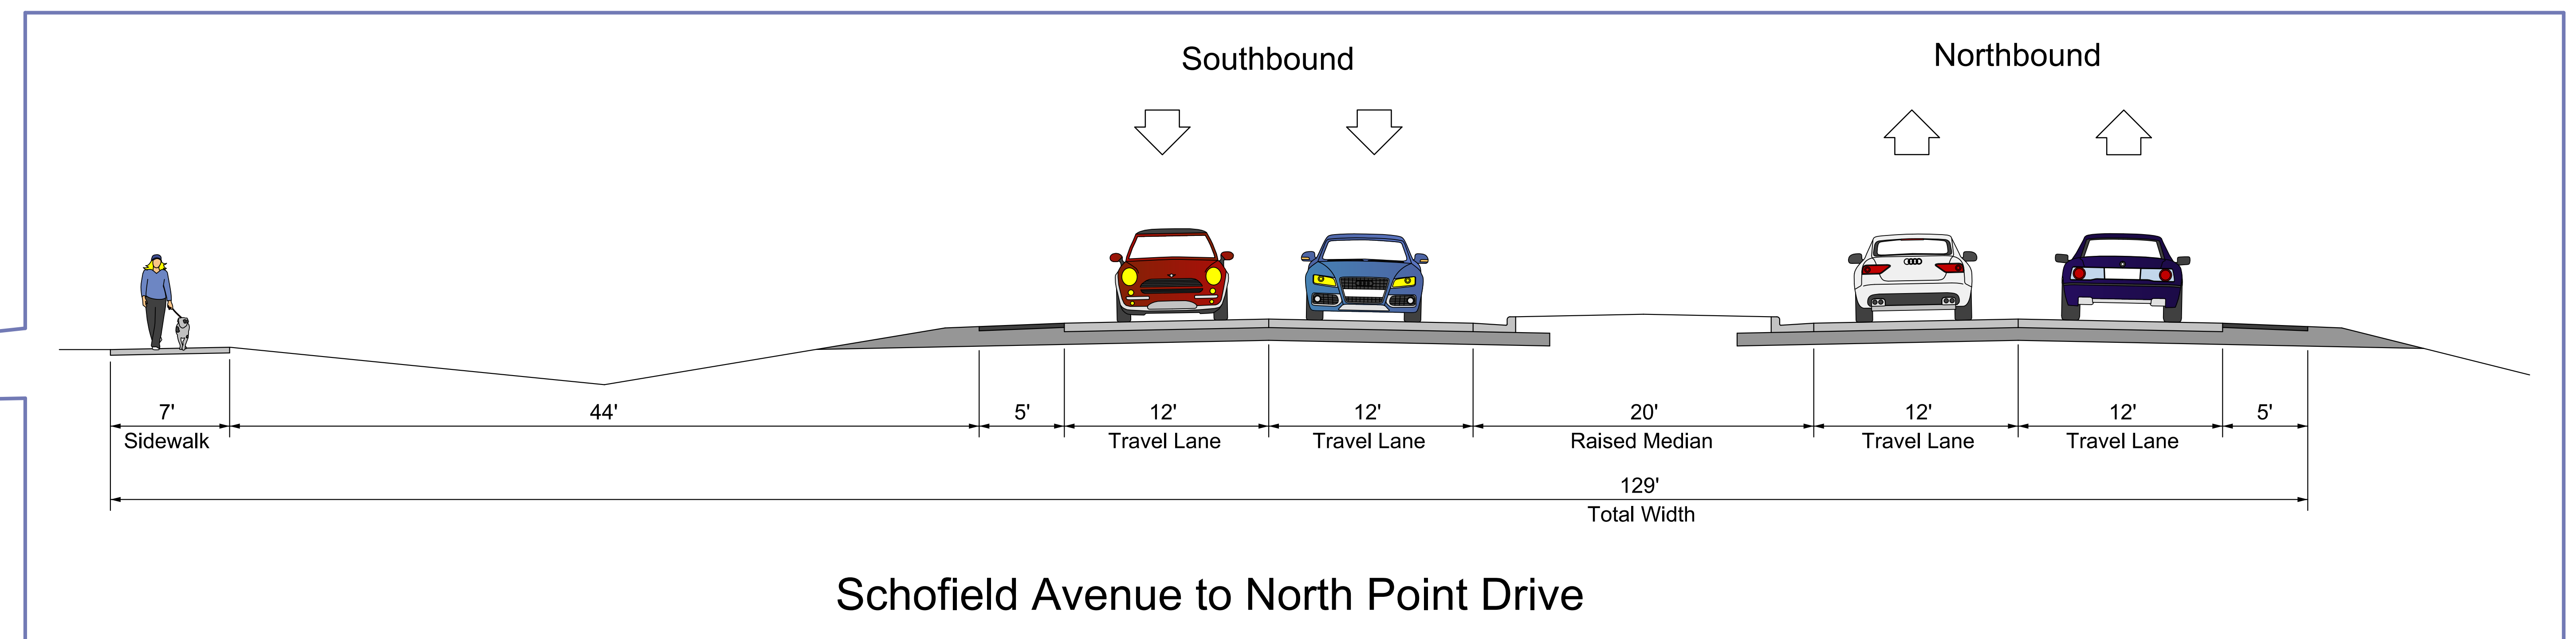 Southbound
Northbound
7' 44' 5' 12' 12' 20' 12' 12' 5'
Sidewalk Travel Lane Travel Lane Raised Median Travel Lane Travel Lane
129'
Total Width
Schofield Avenue to North Point Drive